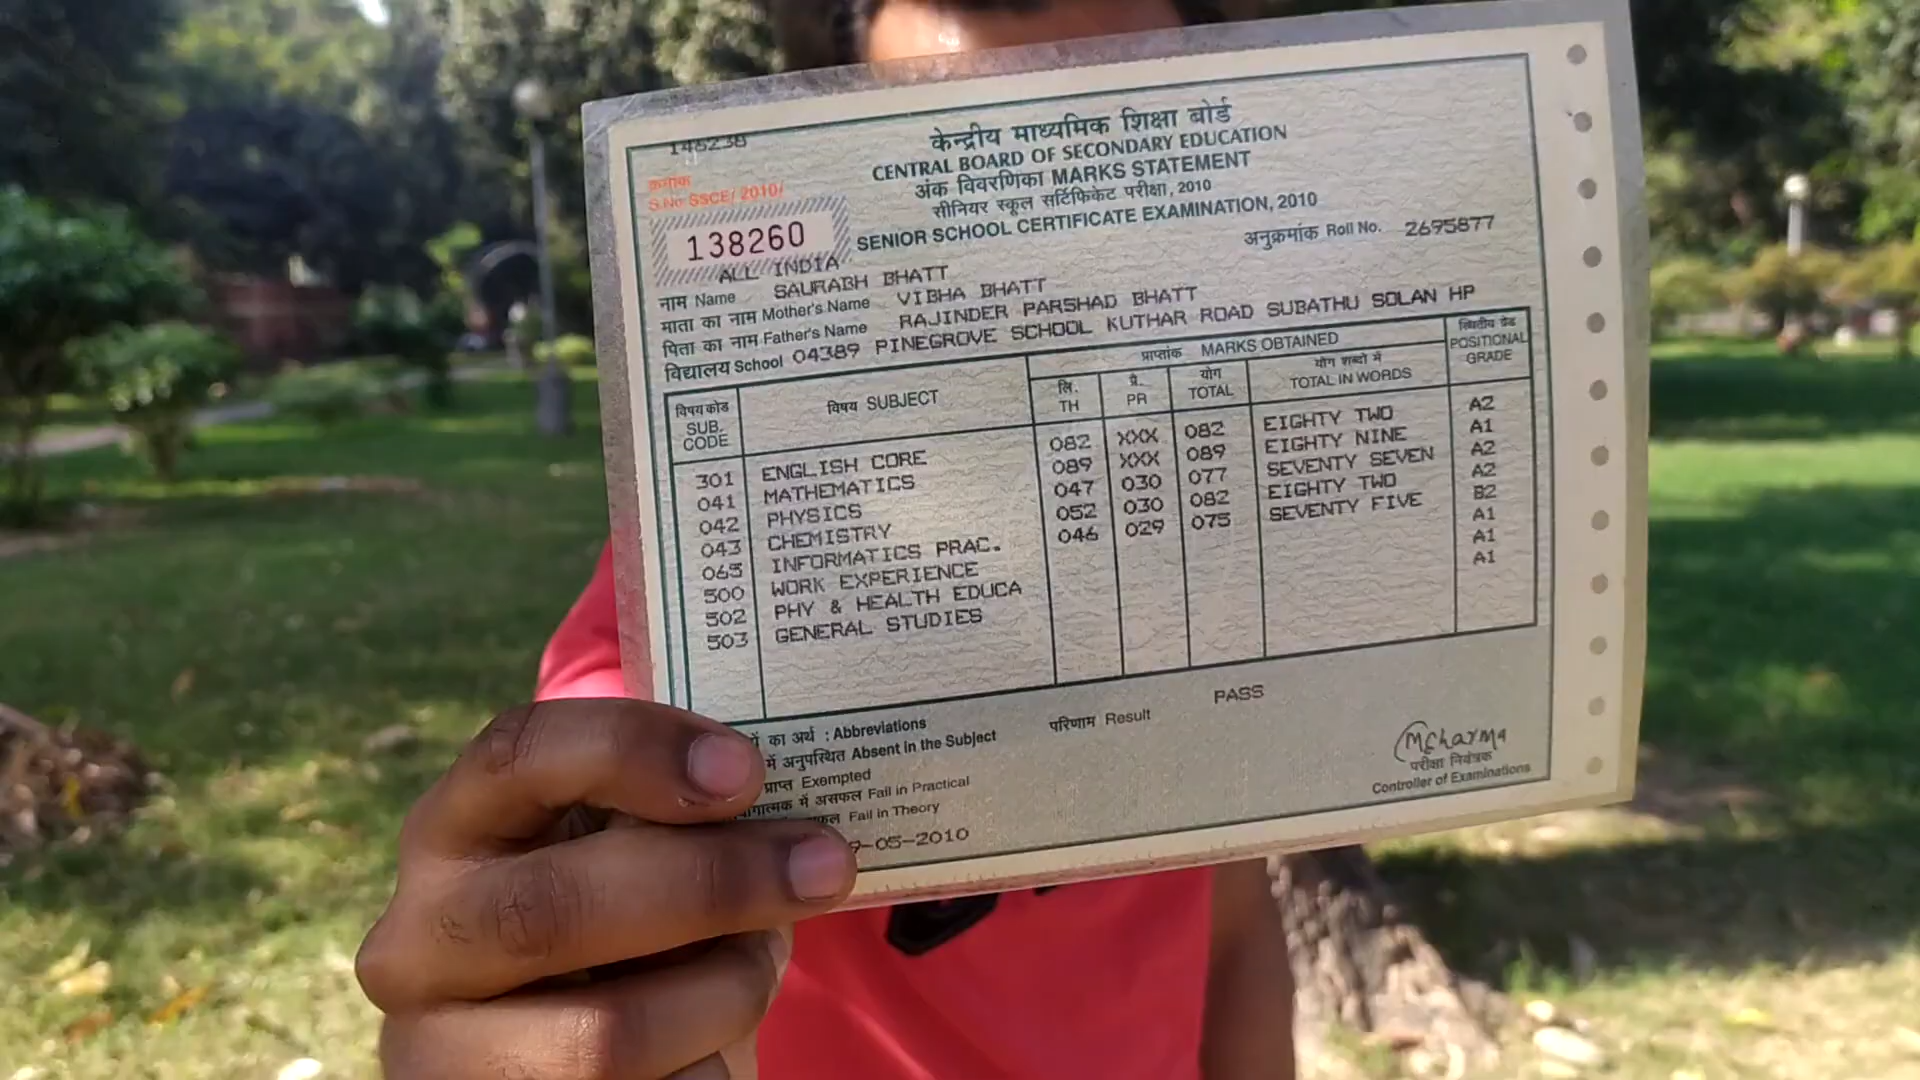 145238
केन्द्रीय माध्यमिक शिक्षा बोर्ड
CENTRAL BOARD OF SECONDARY EDUCATION
अंक विवरणिका MARKS STATEMENT
सीनियर स्कूल सर्टिफिकेट परीक्षा, 2010
SENIOR SCHOOL CERTIFICATE EXAMINATION, 2010
क्रमांक
S.No SSCE/ 2010/
138260
ALL INDIA
अनुक्रमांक Roll No. 2695877
नाम Name SAURABH BHATT
माता का नाम Mother's Name VIBHA BHATT
पिता का नाम Father's Name RAJINDER PARSHAD BHATT
विद्यालय School 04389 PINEGROVE SCHOOL KUTHAR ROAD SUBATHU SOLAN HP
विषय कोड SUB. CODE विषय SUBJECT प्राप्तांक MARKS OBTAINED स्थितीय ग्रेड POSITIONAL GRADE
लि. TH प्रे. PR योग TOTAL योग शब्दो में TOTAL IN WORDS
301 ENGLISH CORE 082 XXX 082 EIGHTY TWO A2
041 MATHEMATICS 089 XXX 089 EIGHTY NINE A1
042 PHYSICS 047 030 077 SEVENTY SEVEN A2
043 CHEMISTRY 052 030 082 EIGHTY TWO A2
065 INFORMATICS PRAC. 046 029 075 SEVENTY FIVE B2
500 WORK EXPERIENCE A1
502 PHY & HEALTH EDUCA A1
503 GENERAL STUDIES A1
का अर्थ : Abbreviations परिणाम Result PASS
में अनुपस्थित Absent in the Subject
प्राप्त Exempted
में असफल Fail in Practical
Fail in Theory
9-05-2010
MSharma
परीक्षा नियंत्रक
Controller of Examinations